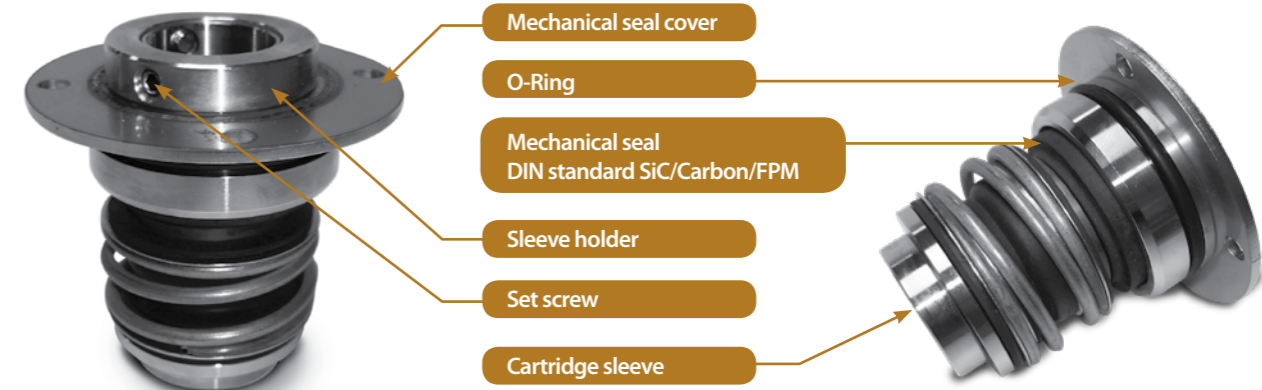 Mechanical seal cover
O-Ring
Mechanical seal
DIN standard SiC/Carbon/FPM
Sleeve holder
Set screw
Cartridge sleeve